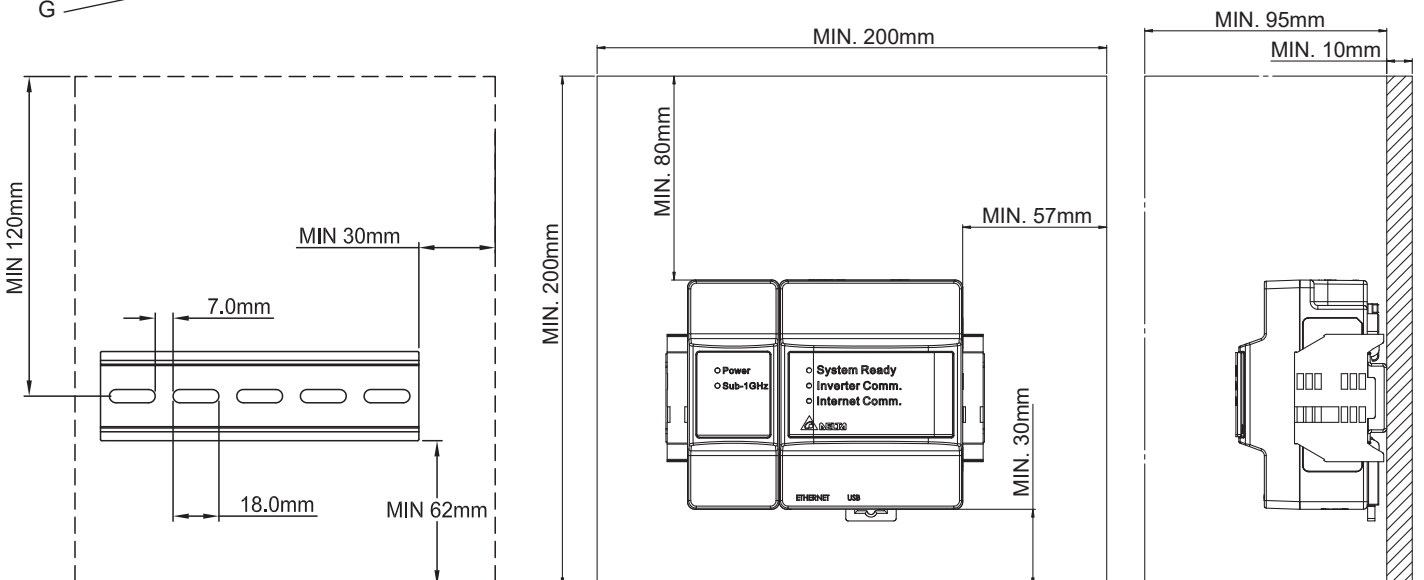 G
MIN 120mm
MIN 30mm
7.0mm
18.0mm
MIN 62mm
MIN. 200mm
MIN. 200mm
MIN. 80mm
MIN. 57mm
Power
Sub-1GHz
System Ready
Inverter Comm.
Internet Comm.
DELTA
ETHERNET USB
MIN. 30mm
MIN. 95mm
MIN. 10mm